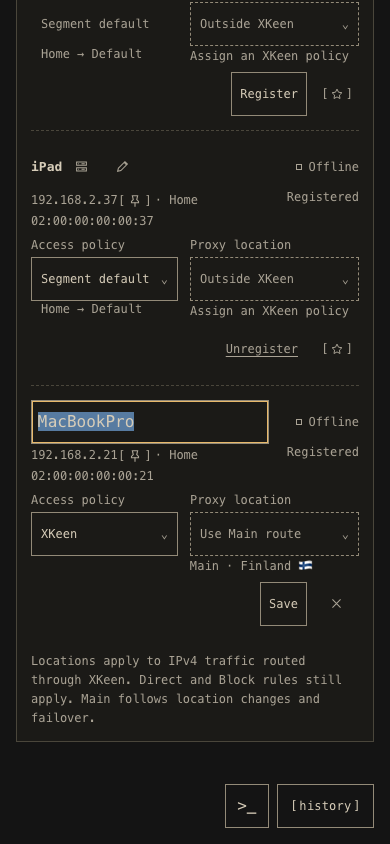 Segment default ⌄ Outside XKeen ⌄
Home → Default Assign an XKeen policy
Register [☆]
iPad Offline
192.168.2.37[ ]· Home Registered
02:00:00:00:00:37
Access policy Proxy location
Segment default ⌄ Outside XKeen ⌄
Home → Default Assign an XKeen policy
Unregister [☆]
MacBookPro Offline
192.168.2.21[ ]· Home Registered
02:00:00:00:00:21
Access policy Proxy location
XKeen ⌄ Use Main route ⌄
Main · Finland 🇫🇮
Save ×
Locations apply to IPv4 traffic routed
through XKeen. Direct and Block rules still
apply. Main follows location changes and
failover.
>_ [history]